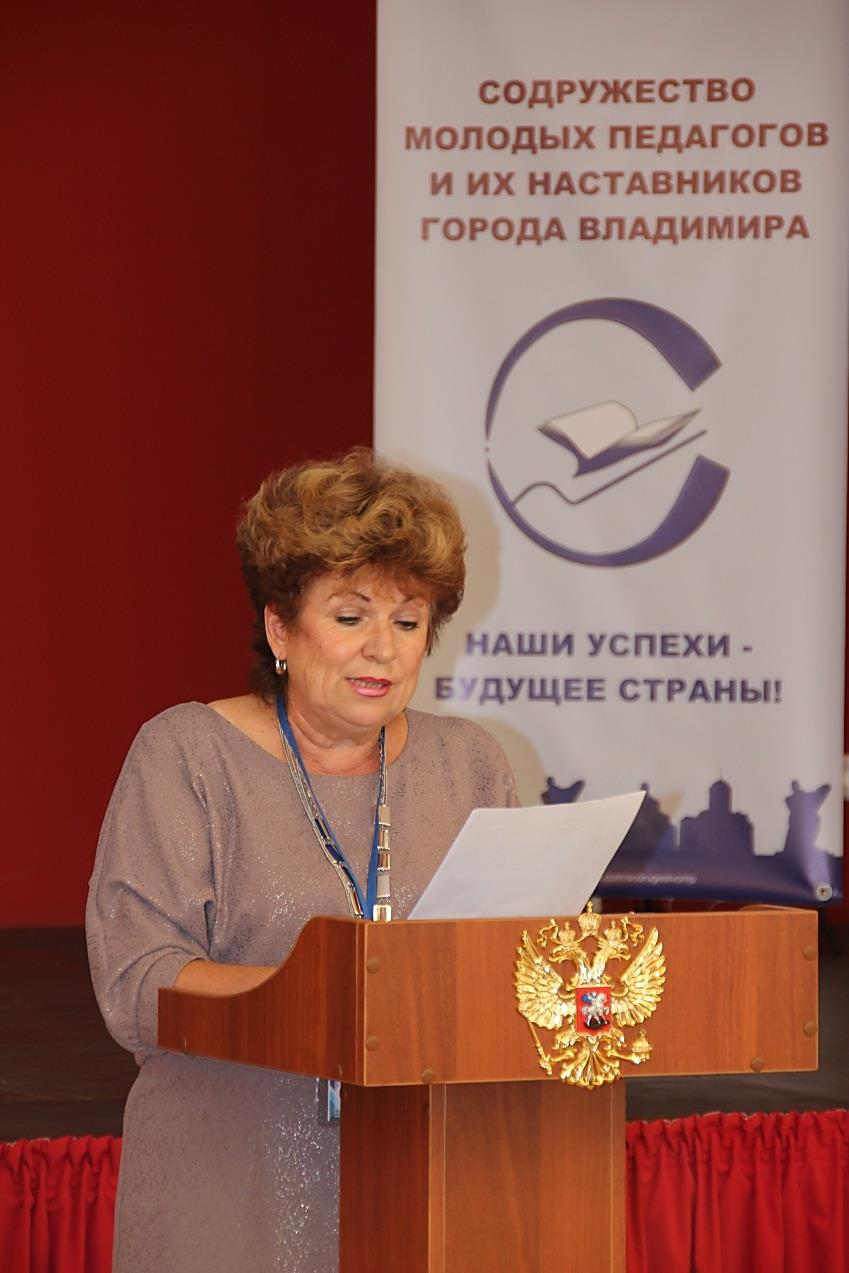 СОДРУЖЕСТВО
МОЛОДЫХ ПЕДАГОГОВ
И ИХ НАСТАВНИКОВ
ГОРОДА ВЛАДИМИРА
НАШИ УСПЕХИ -
БУДУЩЕЕ СТРАНЫ!